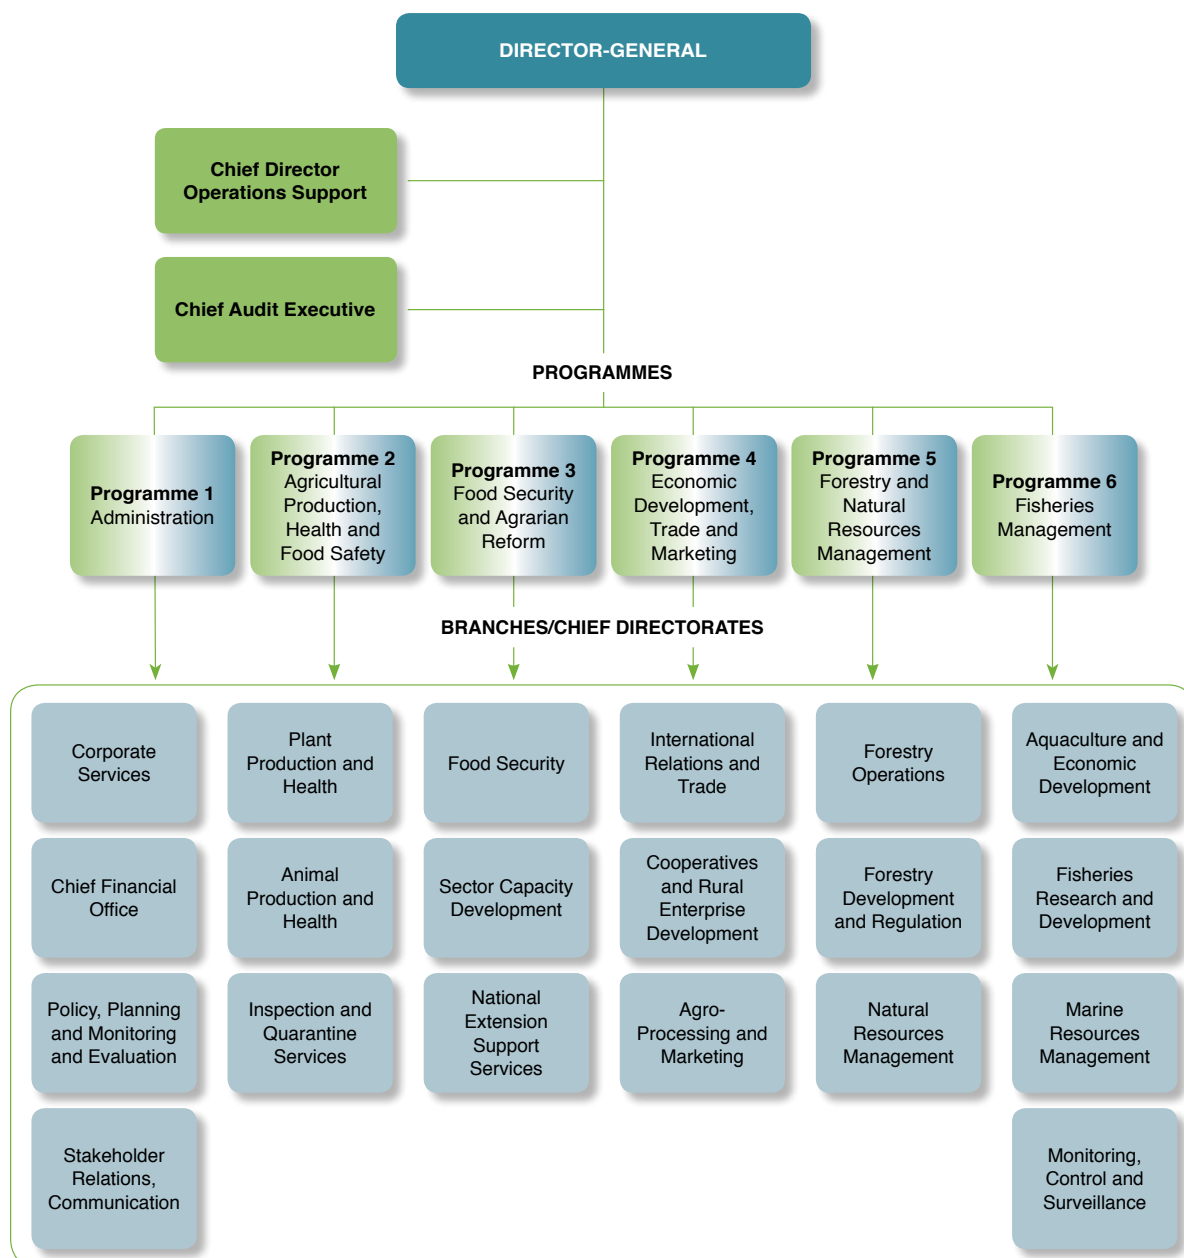 DIRECTOR-GENERAL
Chief Director
Operations Support
Chief Audit Executive
PROGRAMMES
Programme 1
Administration
Programme 2
Agricultural
Production,
Health and
Food Safety
Programme 3
Food Security
and Agrarian
Reform
Programme 4
Economic
Development,
Trade and
Marketing
Programme 5
Forestry and
Natural
Resources
Management
Programme 6
Fisheries
Management
BRANCHES/CHIEF DIRECTORATES
Corporate
Services
Plant
Production and
Health
Food Security
International
Relations and
Trade
Forestry
Operations
Aquaculture and
Economic
Development
Chief Financial
Office
Animal
Production and
Health
Sector Capacity
Development
Cooperatives
and Rural
Enterprise
Development
Forestry
Development
and Regulation
Fisheries
Research and
Development
Policy, Planning
and Monitoring
and Evaluation
Inspection and
Quarantine
Services
National
Extension
Support
Services
Agro-
Processing and
Marketing
Natural
Resources
Management
Marine
Resources
Management
Stakeholder
Relations,
Communication
Monitoring,
Control and
Surveillance